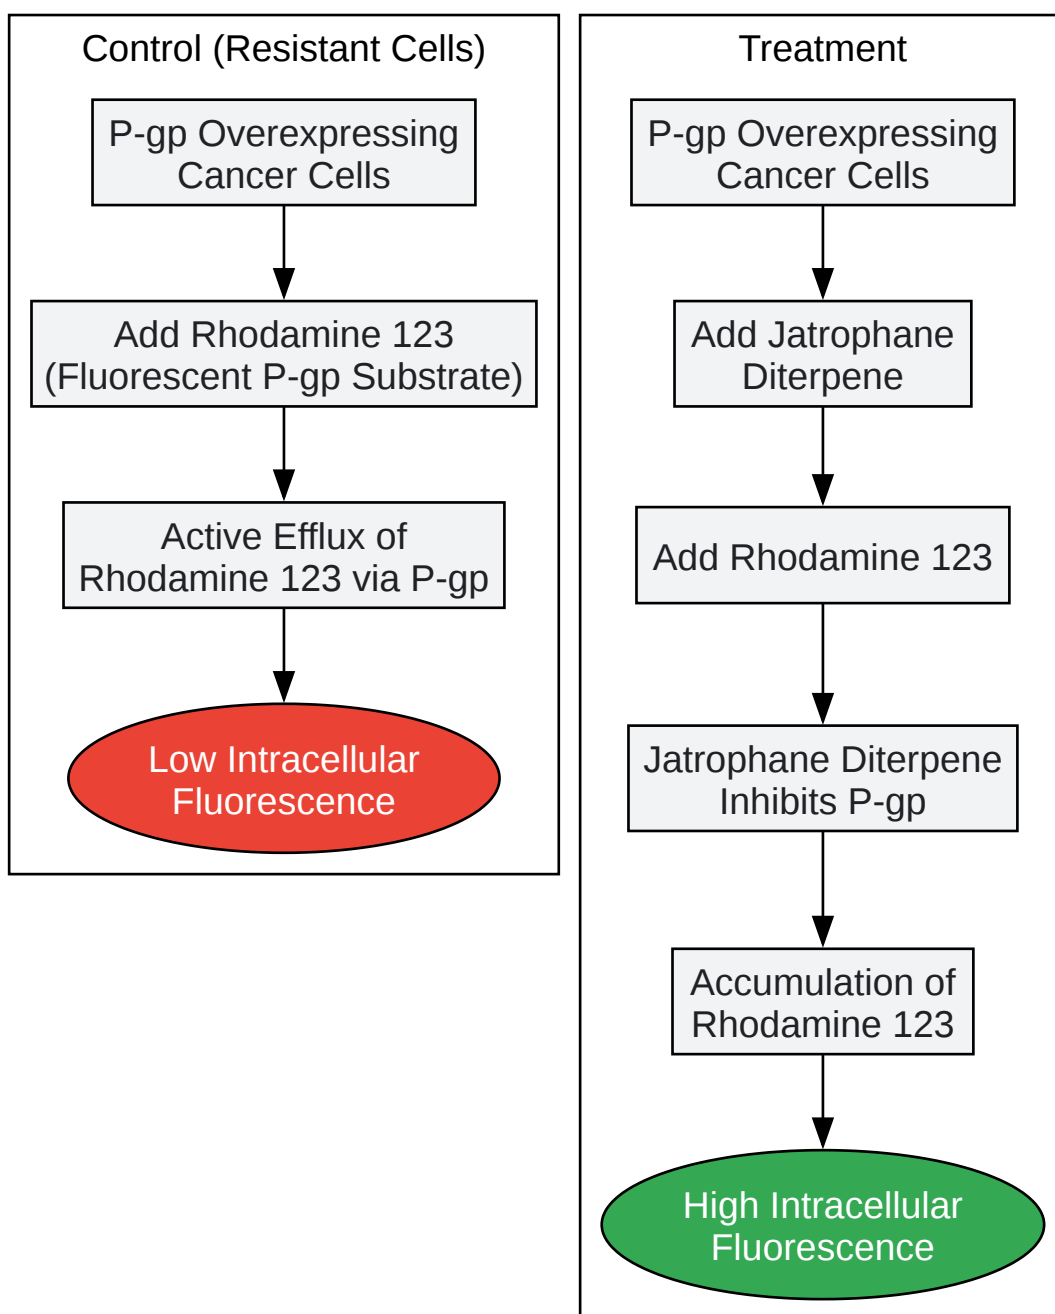 Control (Resistant Cells)
P-gp Overexpressing
Cancer Cells
Add Rhodamine 123
(Fluorescent P-gp Substrate)
Active Efflux of
Rhodamine 123 via P-gp
Low Intracellular
Fluorescence
Treatment
P-gp Overexpressing
Cancer Cells
Add Jatrophane
Diterpene
Add Rhodamine 123
Jatrophane Diterpene
Inhibits P-gp
Accumulation of
Rhodamine 123
High Intracellular
Fluorescence